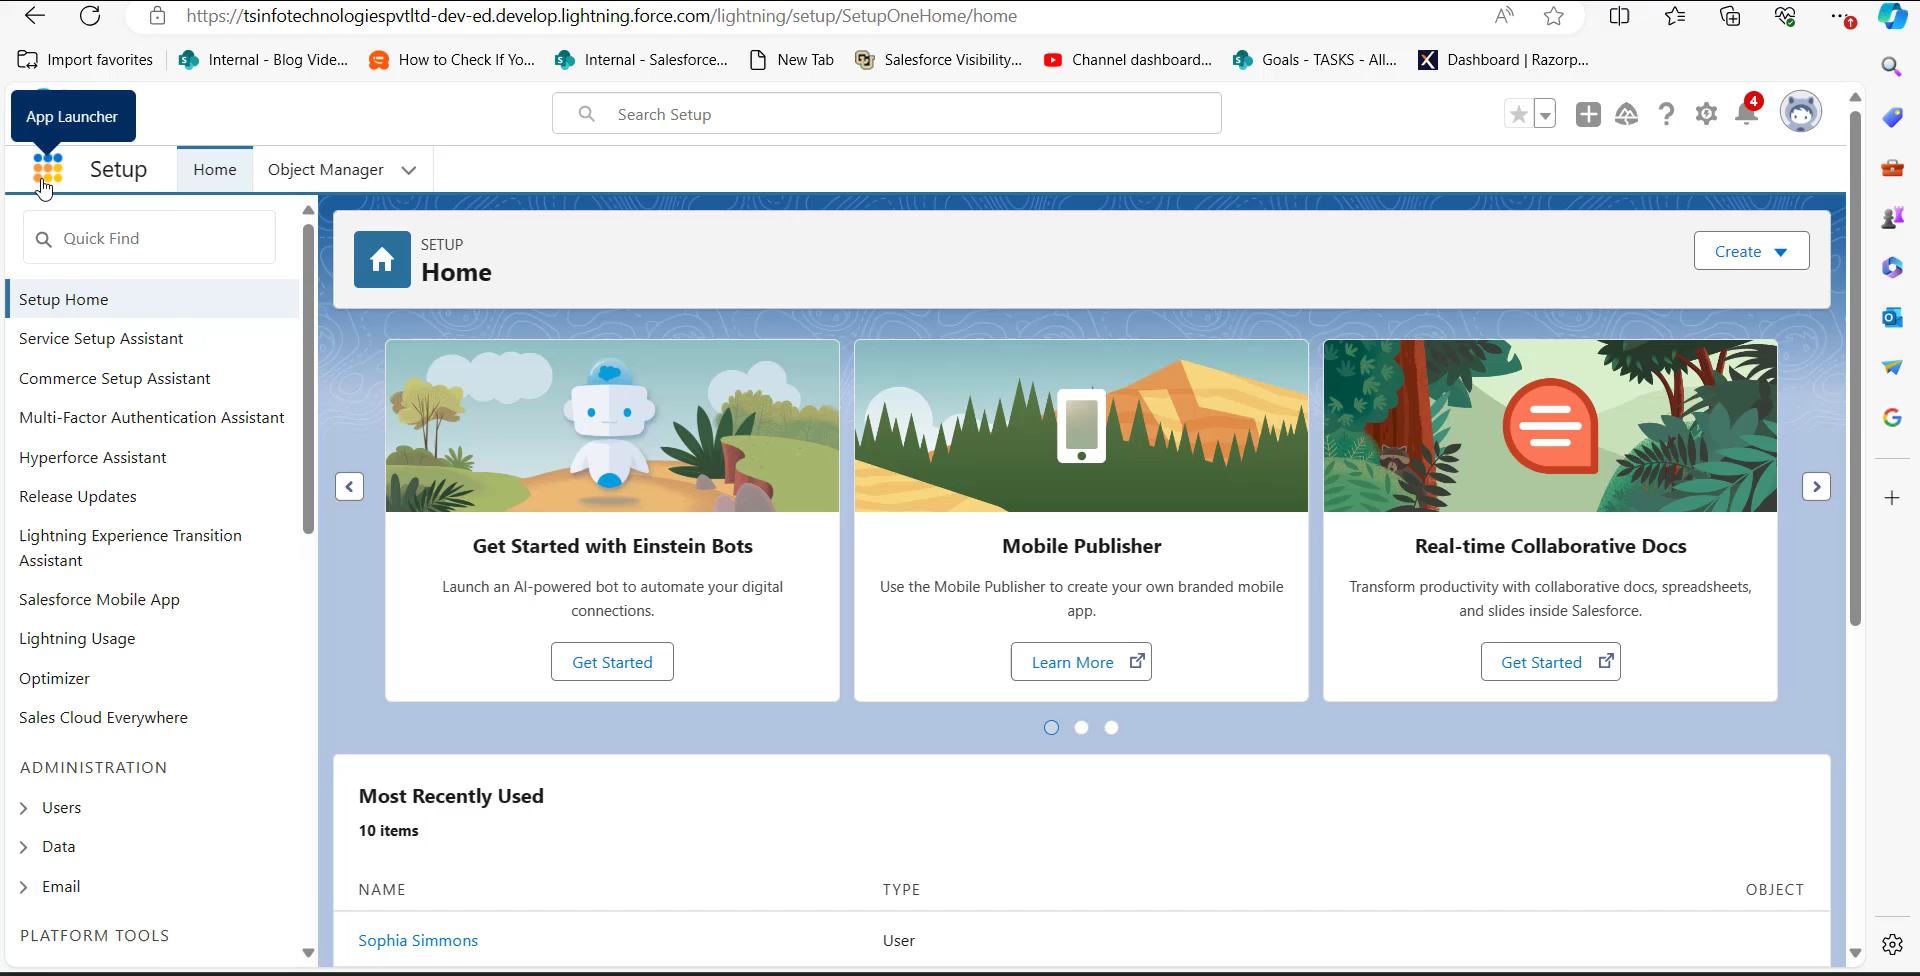 https://tsinfotechnologiespvtltd-dev-ed.develop.lightning.force.com/lightning/setup/SetupOneHome/home
Import favorites
Internal - Blog Vide...
How to Check If Yo...
Internal - Salesforce...
New Tab
Salesforce Visibility...
Channel dashboard...
Goals - TASKS - All...
Dashboard | Razorp...
App Launcher
Search Setup
4
Setup
Home
Object Manager
Quick Find
Setup Home
Service Setup Assistant
Commerce Setup Assistant
Multi-Factor Authentication Assistant
Hyperforce Assistant
Release Updates
Lightning Experience Transition
Assistant
Salesforce Mobile App
Lightning Usage
Optimizer
Sales Cloud Everywhere
ADMINISTRATION
Users
Data
Email
PLATFORM TOOLS
SETUP
Home
Create
Get Started with Einstein Bots
Launch an AI-powered bot to automate your digital
connections.
Get Started
Mobile Publisher
Use the Mobile Publisher to create your own branded mobile
app.
Learn More
Real-time Collaborative Docs
Transform productivity with collaborative docs, spreadsheets,
and slides inside Salesforce.
Get Started
Most Recently Used
10 items
NAME
TYPE
OBJECT
Sophia Simmons
User